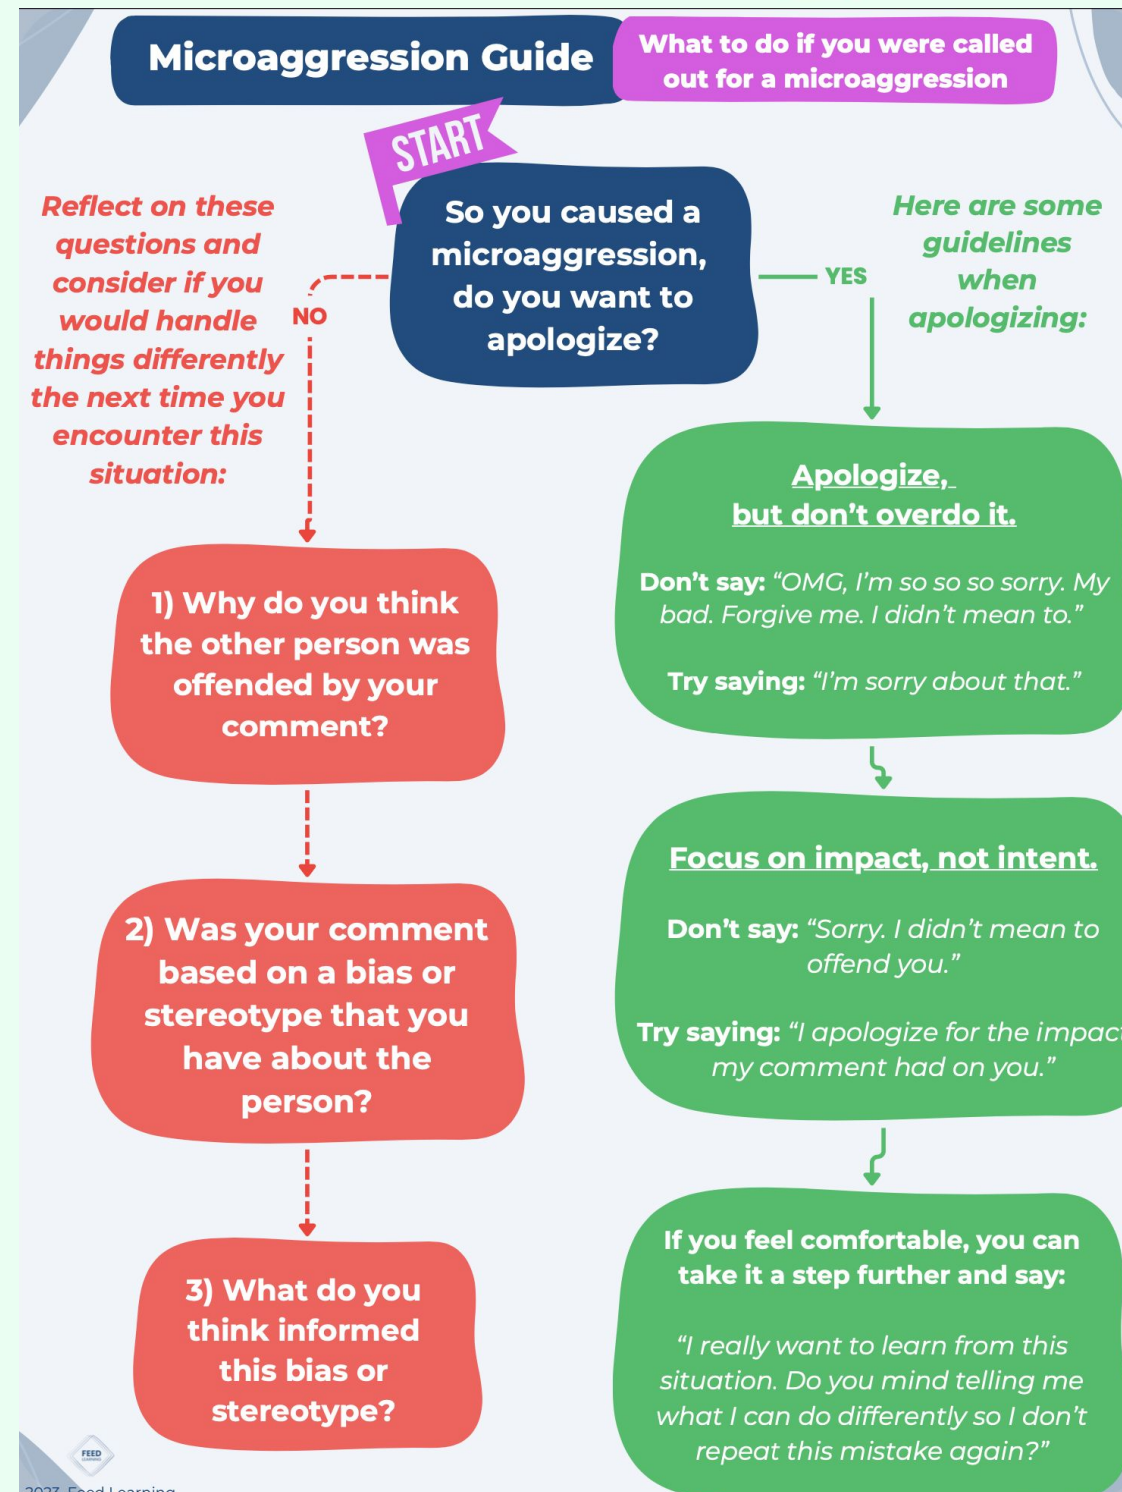 Microaggression Guide
What to do if you were called
out for a microaggression
START
So you caused a
microaggression,
do you want to
apologize?
NO
Reflect on these
questions and
consider if you
would handle
things differently
the next time you
encounter this
situation:
1) Why do you think
the other person was
offended by your
comment?
2) Was your comment
based on a bias or
stereotype that you
have about the
person?
3) What do you
think informed
this bias or
stereotype?
YES
Here are some
guidelines
when
apologizing:
Apologize,
but don’t overdo it.
Don’t say: “OMG, I’m so so so sorry. My
bad. Forgive me. I didn’t mean to.”
Try saying: “I’m sorry about that.”
Focus on impact, not intent.
Don’t say: “Sorry. I didn’t mean to
offend you.”
Try saying: “I apologize for the impact
my comment had on you.”
If you feel comfortable, you can
take it a step further and say:
“I really want to learn from this
situation. Do you mind telling me
what I can do differently so I don’t
repeat this mistake again?”
FEED
LEARNING
2023, Feed Learning